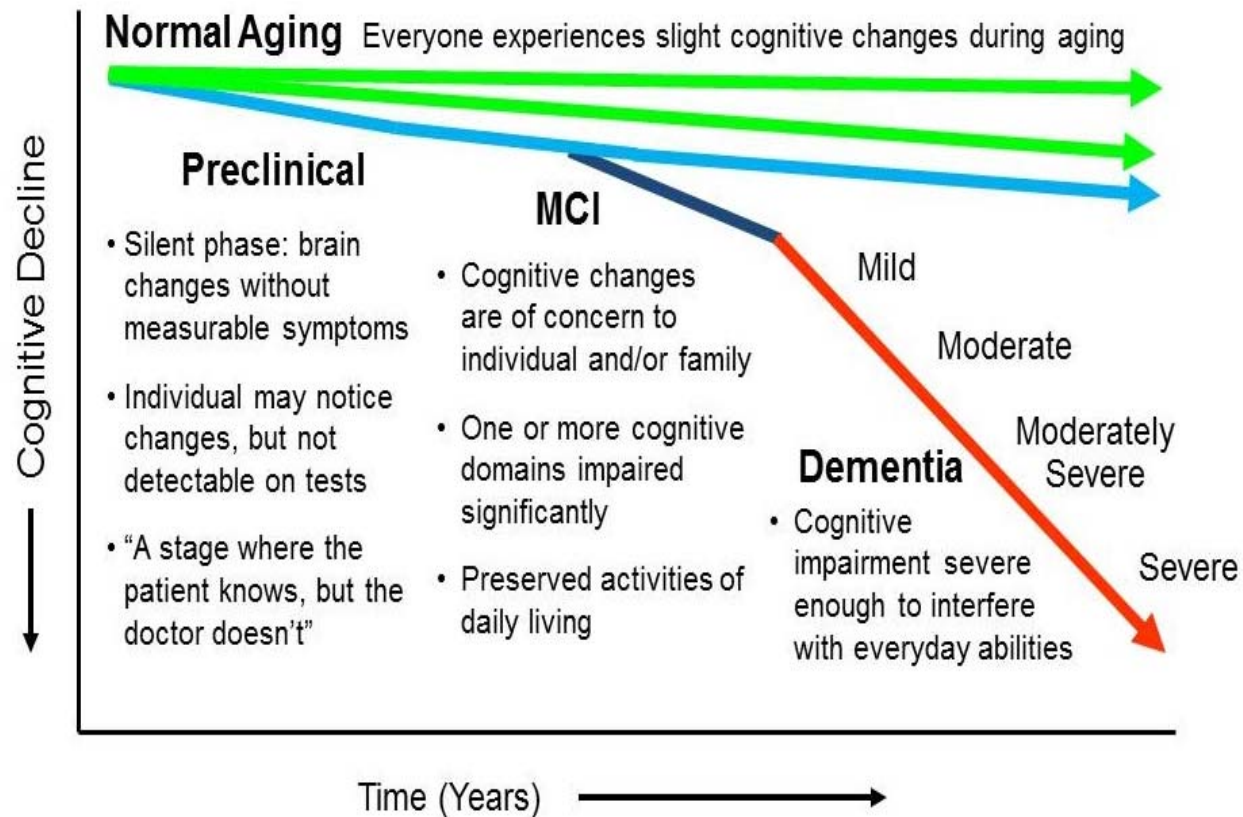 Normal Aging Everyone experiences slight cognitive changes during aging
Cognitive Decline
Preclinical
• Silent phase: brain
changes without
measurable symptoms
• Individual may notice
changes, but not
detectable on tests
• “A stage where the
patient knows, but the
doctor doesn’t”
MCI
• Cognitive changes
are of concern to
individual and/or family
• One or more cognitive
domains impaired
significantly
• Preserved activities of
daily living
Dementia
• Cognitive
impairment severe
enough to interfere
with everyday abilities
Mild
Moderate
Moderately
Severe
Severe
Time (Years)